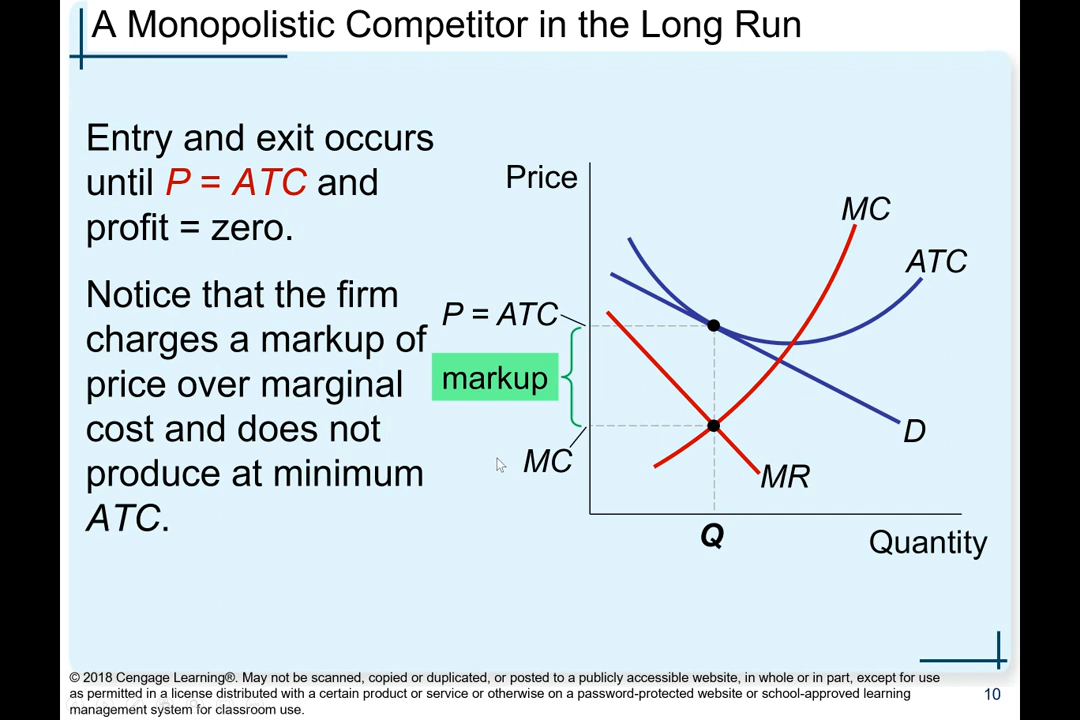 A Monopolistic Competitor in the Long Run
Entry and exit occurs
until P = ATC and
profit = zero.
Notice that the firm
charges a markup of
price over marginal
cost and does not
produce at minimum
ATC.
Price
MC
ATC
P = ATC
markup
MC
D
MR
Q
Quantity
© 2018 Cengage Learning®. May not be scanned, copied or duplicated, or posted to a publicly accessible website, in whole or in part, except for use
as permitted in a license distributed with a certain product or service or otherwise on a password-protected website or school-approved learning
management system for classroom use.
10